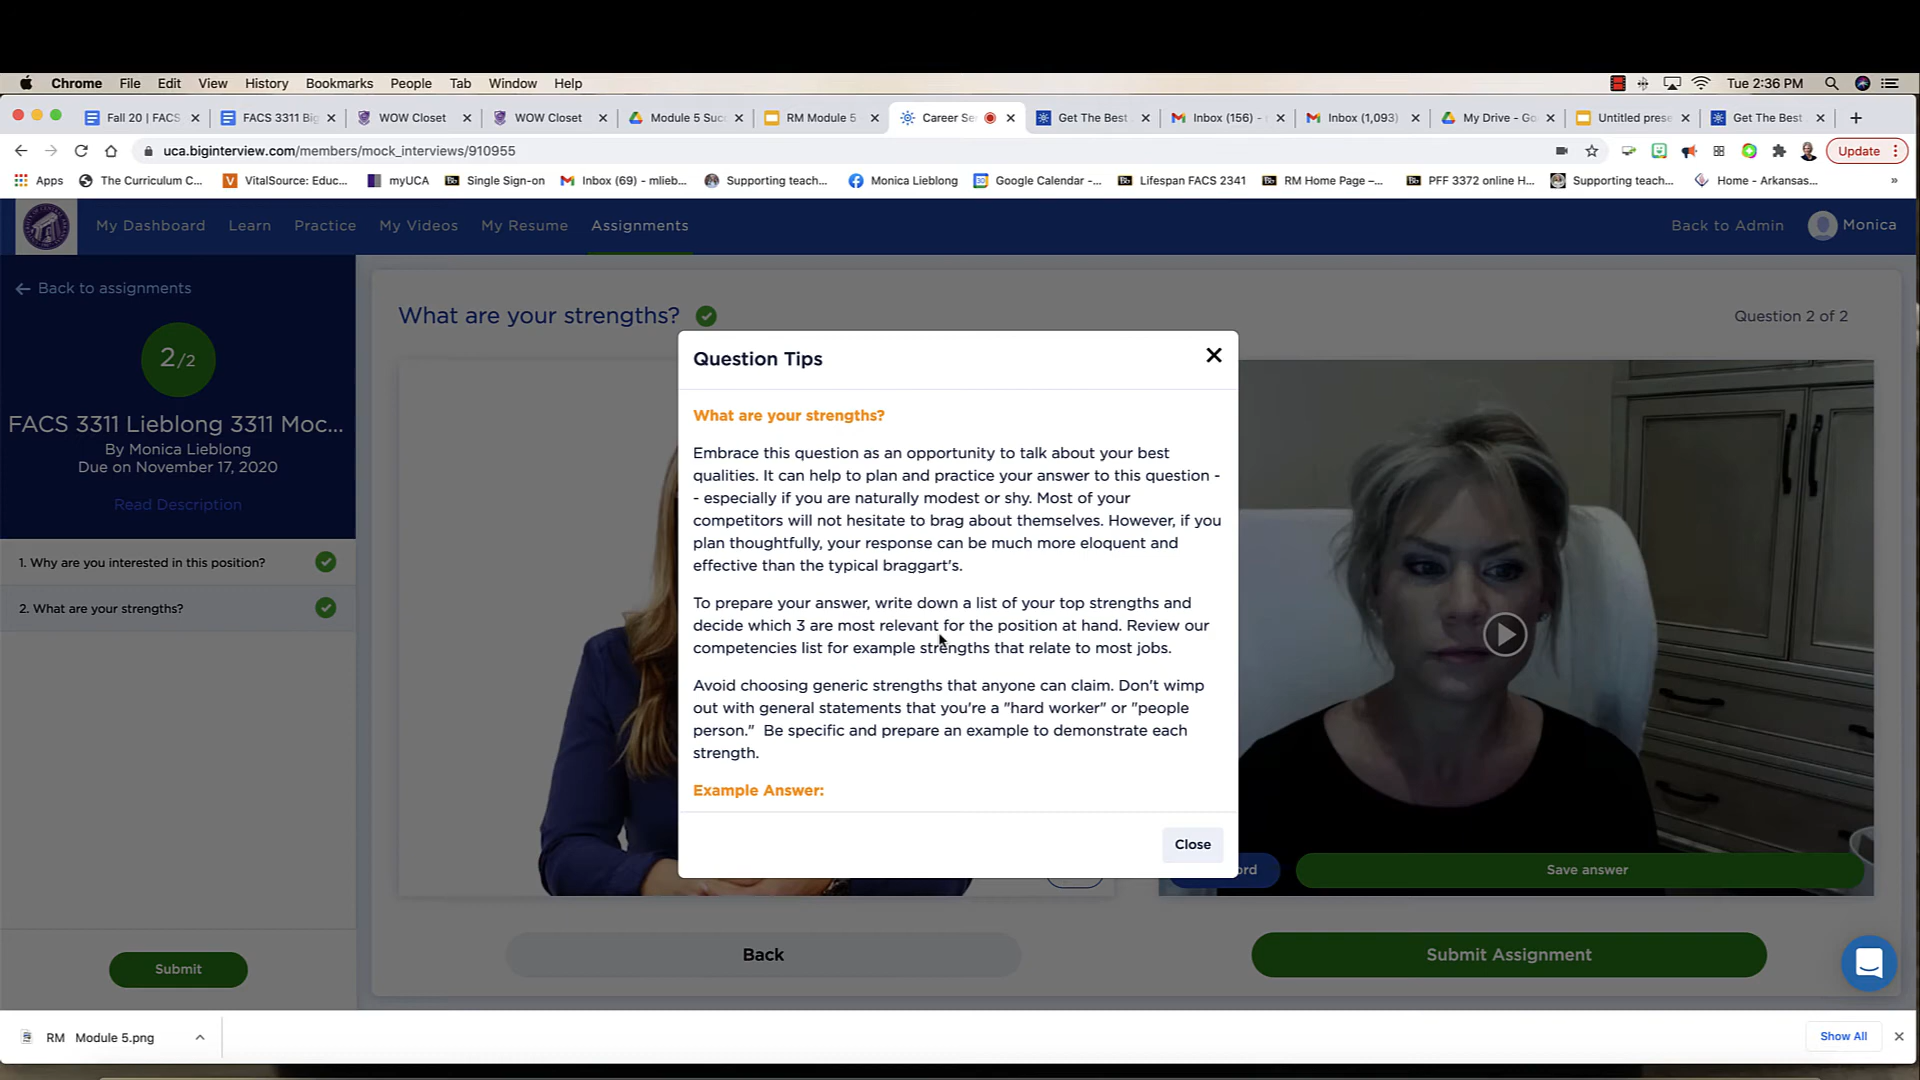 Chrome File Edit View History Bookmarks People Tab Window Help Tue 2:36 PM
Fall 20 | FACS FACS 3311 Big WOW Closet WOW Closet Module 5 Suc RM Module 5 Career Se Get The Best Inbox (156) - Inbox (1,093) My Drive - Go Untitled prese Get The Best
uca.biginterview.com/members/mock_interviews/910955 Update
Apps The Curriculum C... VitalSource: Educ... myUCA Single Sign-on Inbox (69) - mlieb... Supporting teach... Monica Lieblong Google Calendar -... Lifespan FACS 2341 RM Home Page –... PFF 3372 online H... Supporting teach... Home - Arkansas... »
My Dashboard Learn Practice My Videos My Resume Assignments Back to Admin Monica
Back to assignments
2/2
FACS 3311 Lieblong 3311 Moc...
By Monica Lieblong
Due on November 17, 2020
Read Description
1. Why are you interested in this position?
2. What are your strengths?
Submit
What are your strengths? Question 2 of 2
Question Tips
What are your strengths?
Embrace this question as an opportunity to talk about your best
qualities. It can help to plan and practice your answer to this question -
- especially if you are naturally modest or shy. Most of your
competitors will not hesitate to brag about themselves. However, if you
plan thoughtfully, your response can be much more eloquent and
effective than the typical braggart's.
To prepare your answer, write down a list of your top strengths and
decide which 3 are most relevant for the position at hand. Review our
competencies list for example strengths that relate to most jobs.
Avoid choosing generic strengths that anyone can claim. Don't wimp
out with general statements that you're a "hard worker" or "people
person." Be specific and prepare an example to demonstrate each
strength.
Example Answer:
Close
ord Save answer
Back Submit Assignment
RM Module 5.png Show All